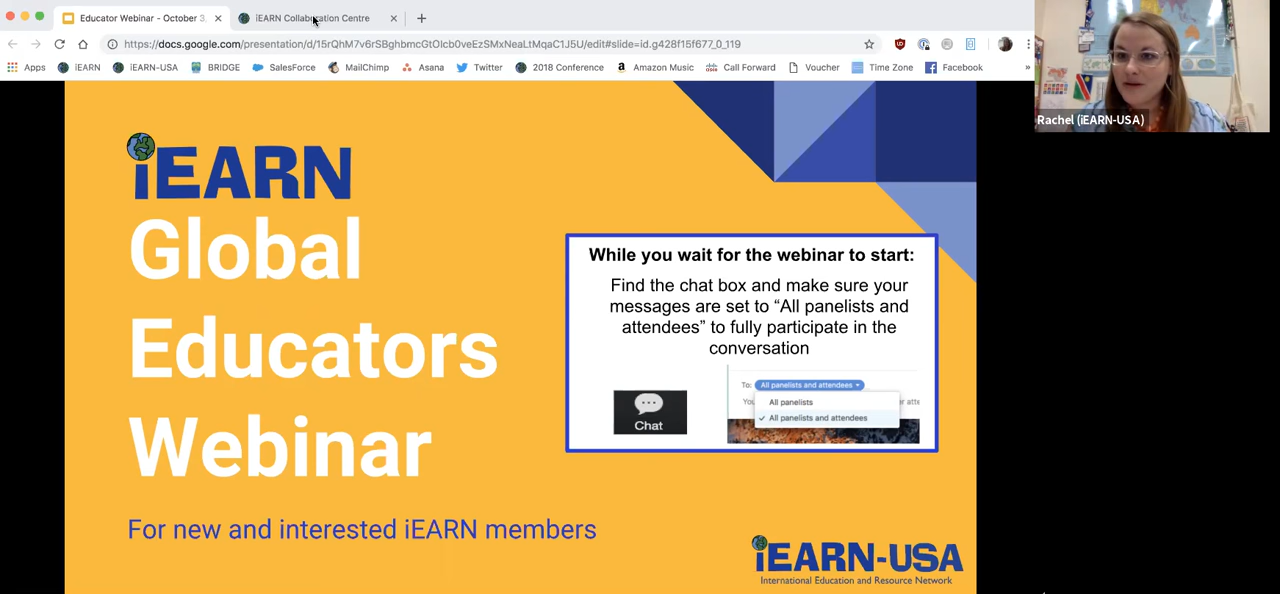 Educator Webinar - October 3,
iEARN Collaboration Centre
https://docs.google.com/presentation/d/15rQhM7v6rSBghbmcGtOlcb0veEzSMxNeaLtMqaC1J5U/edit#slide=id.g428f15f677_0_119
Apps iEARN iEARN-USA BRIDGE SalesForce MailChimp Asana Twitter 2018 Conference Amazon Music Call Forward Voucher Time Zone Facebook »
Rachel (iEARN-USA)
iEARN
Global
Educators
Webinar
For new and interested iEARN members
While you wait for the webinar to start:
Find the chat box and make sure your
messages are set to “All panelists and
attendees” to fully participate in the
conversation
Chat
To: All panelists and attendees
You
All panelists
✓ All panelists and attendees
iEARN-USA
International Education and Resource Network